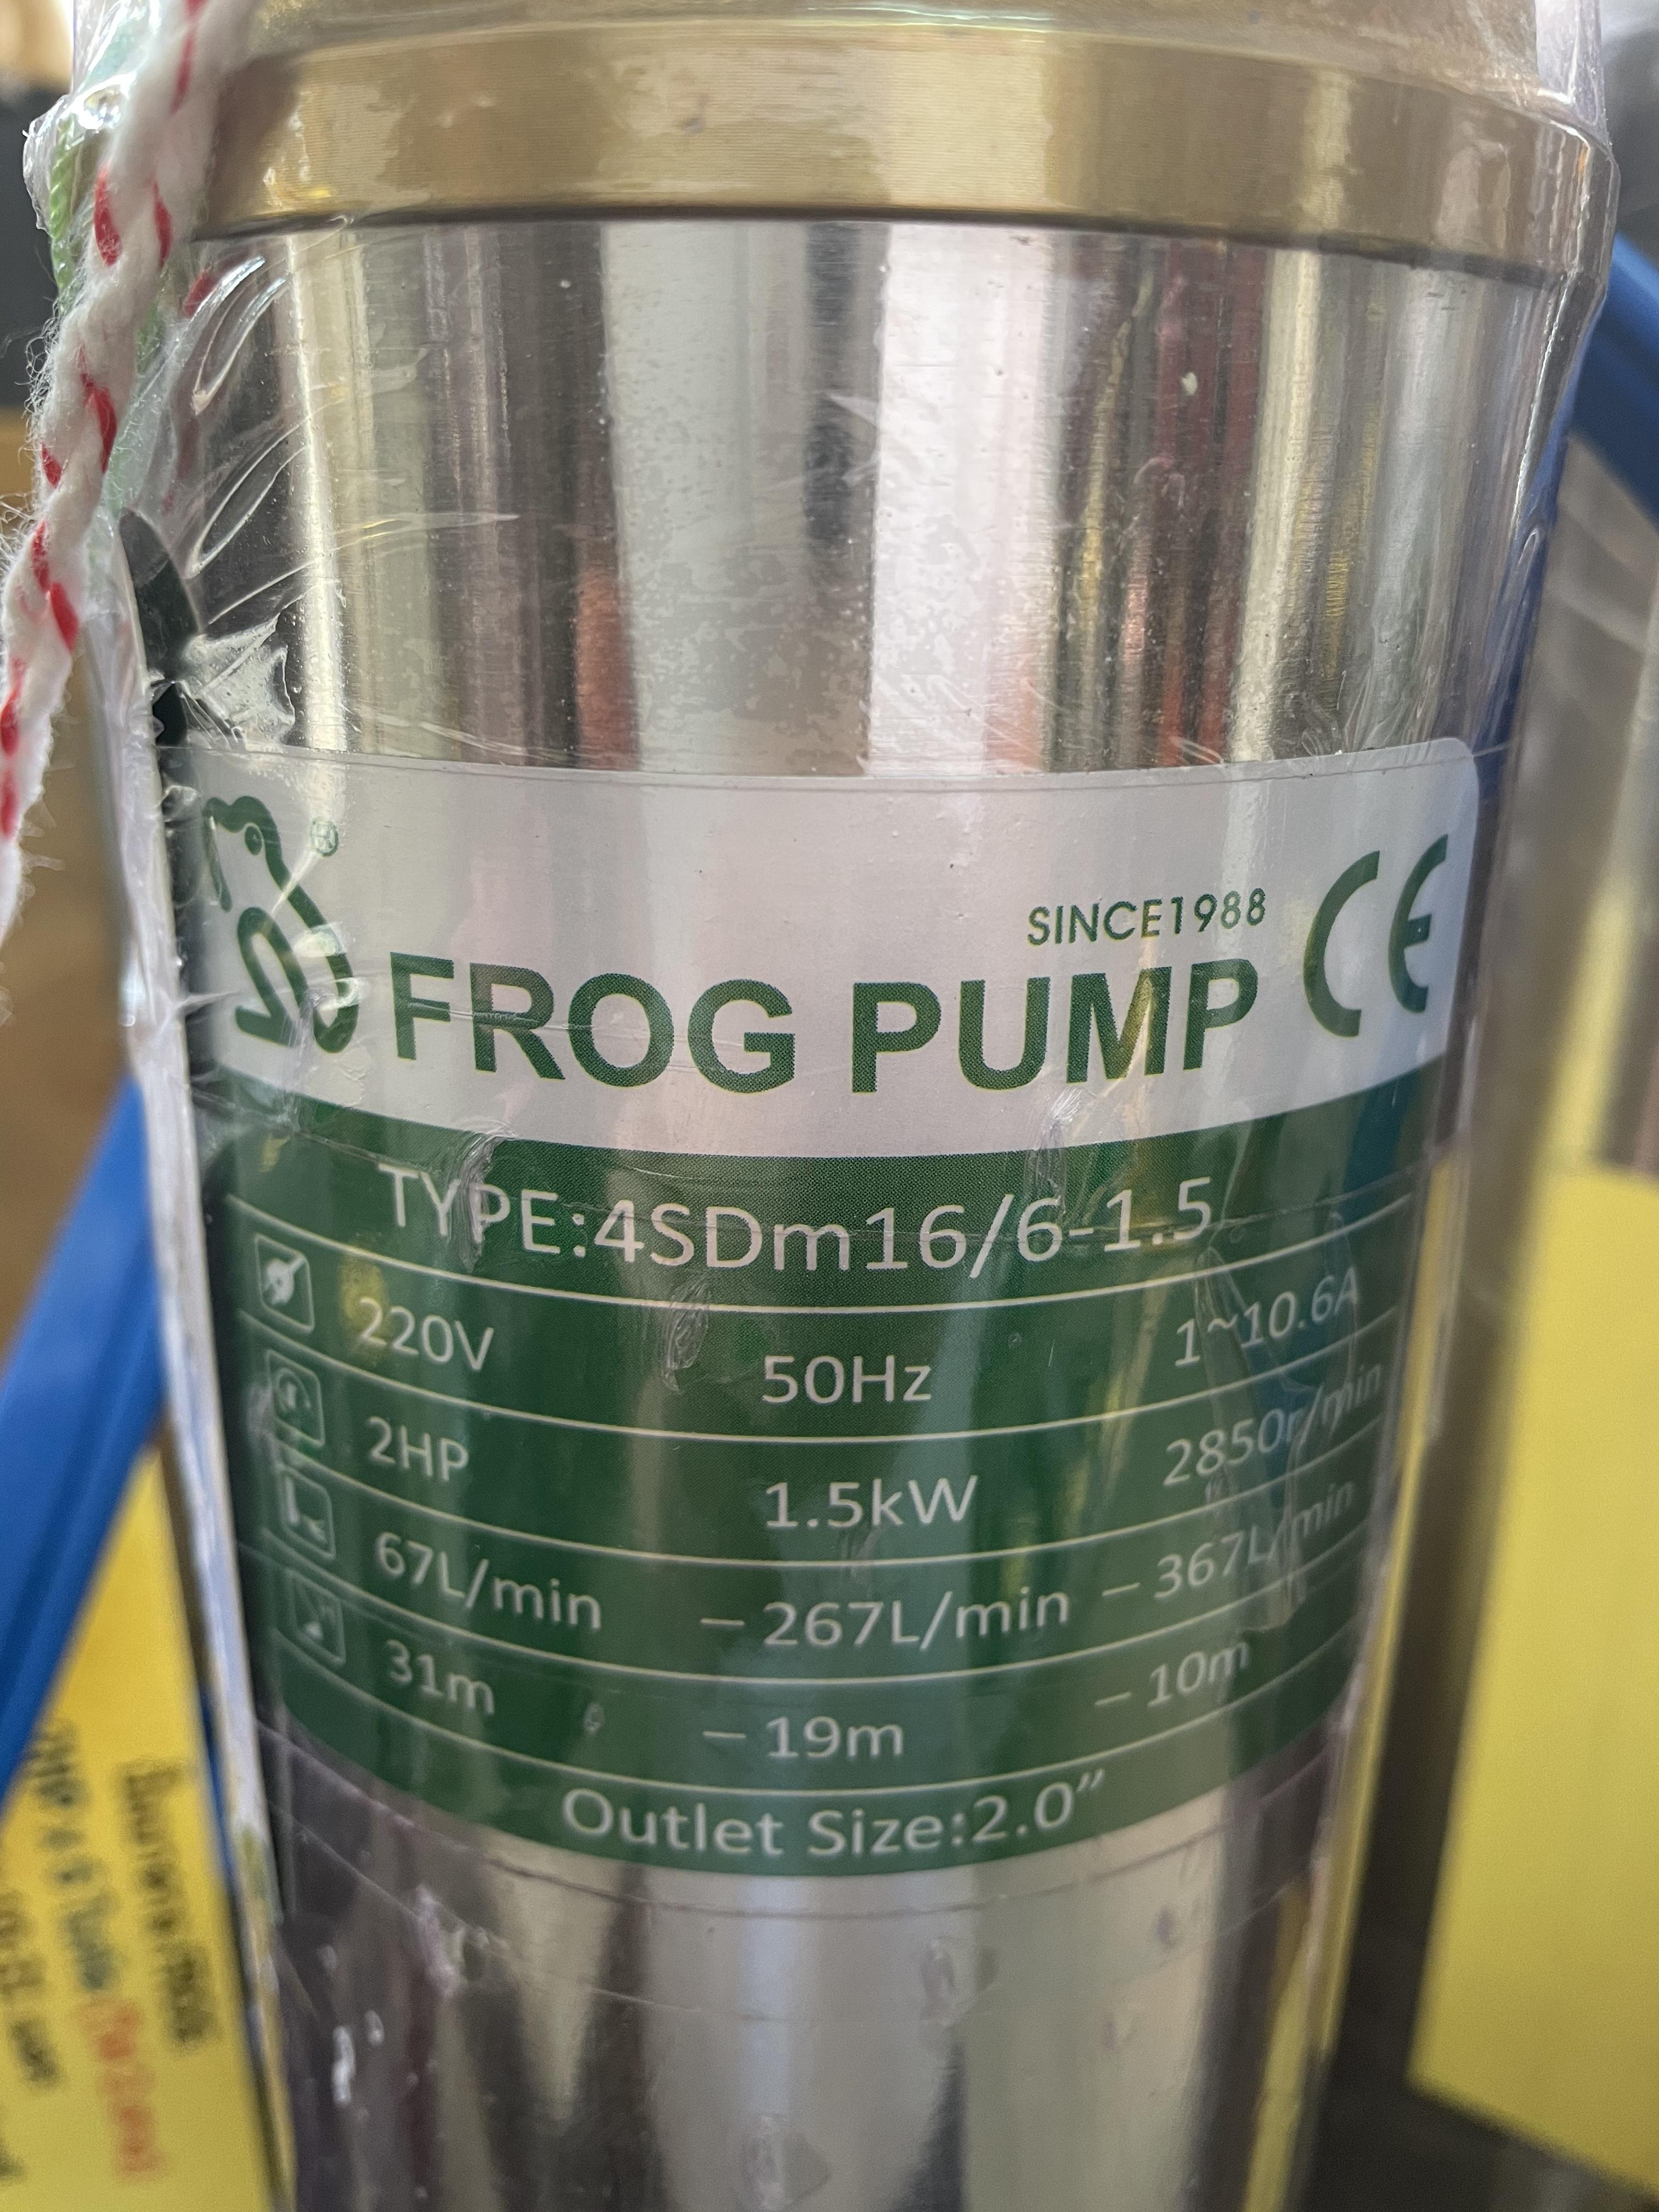 ®
SINCE1988
FROG PUMP CE
TYPE:4SDm16/6-1.5
220V 50Hz 1~10.6A
2HP 1.5kW 2850r/min
67L/min – 267L/min – 367L/min
31m – 19m – 10m
Outlet Size:2.0”